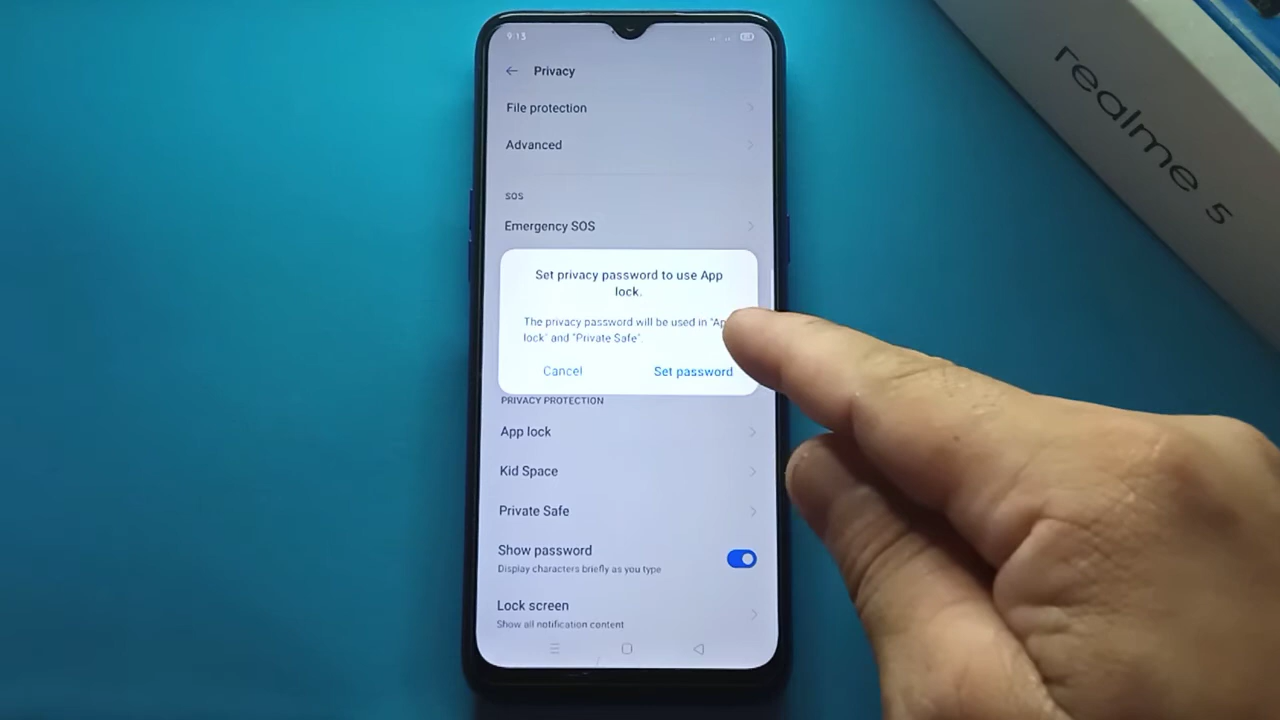 9:13
Privacy
File protection
Advanced
SOS
Emergency SOS
Set privacy password to use App
lock.
The privacy password will be used in "Ap
lock" and "Private Safe".
Cancel
Set password
PRIVACY PROTECTION
App lock
Kid Space
Private Safe
Show password
Display characters briefly as you type
Lock screen
Show all notification content
realme 5